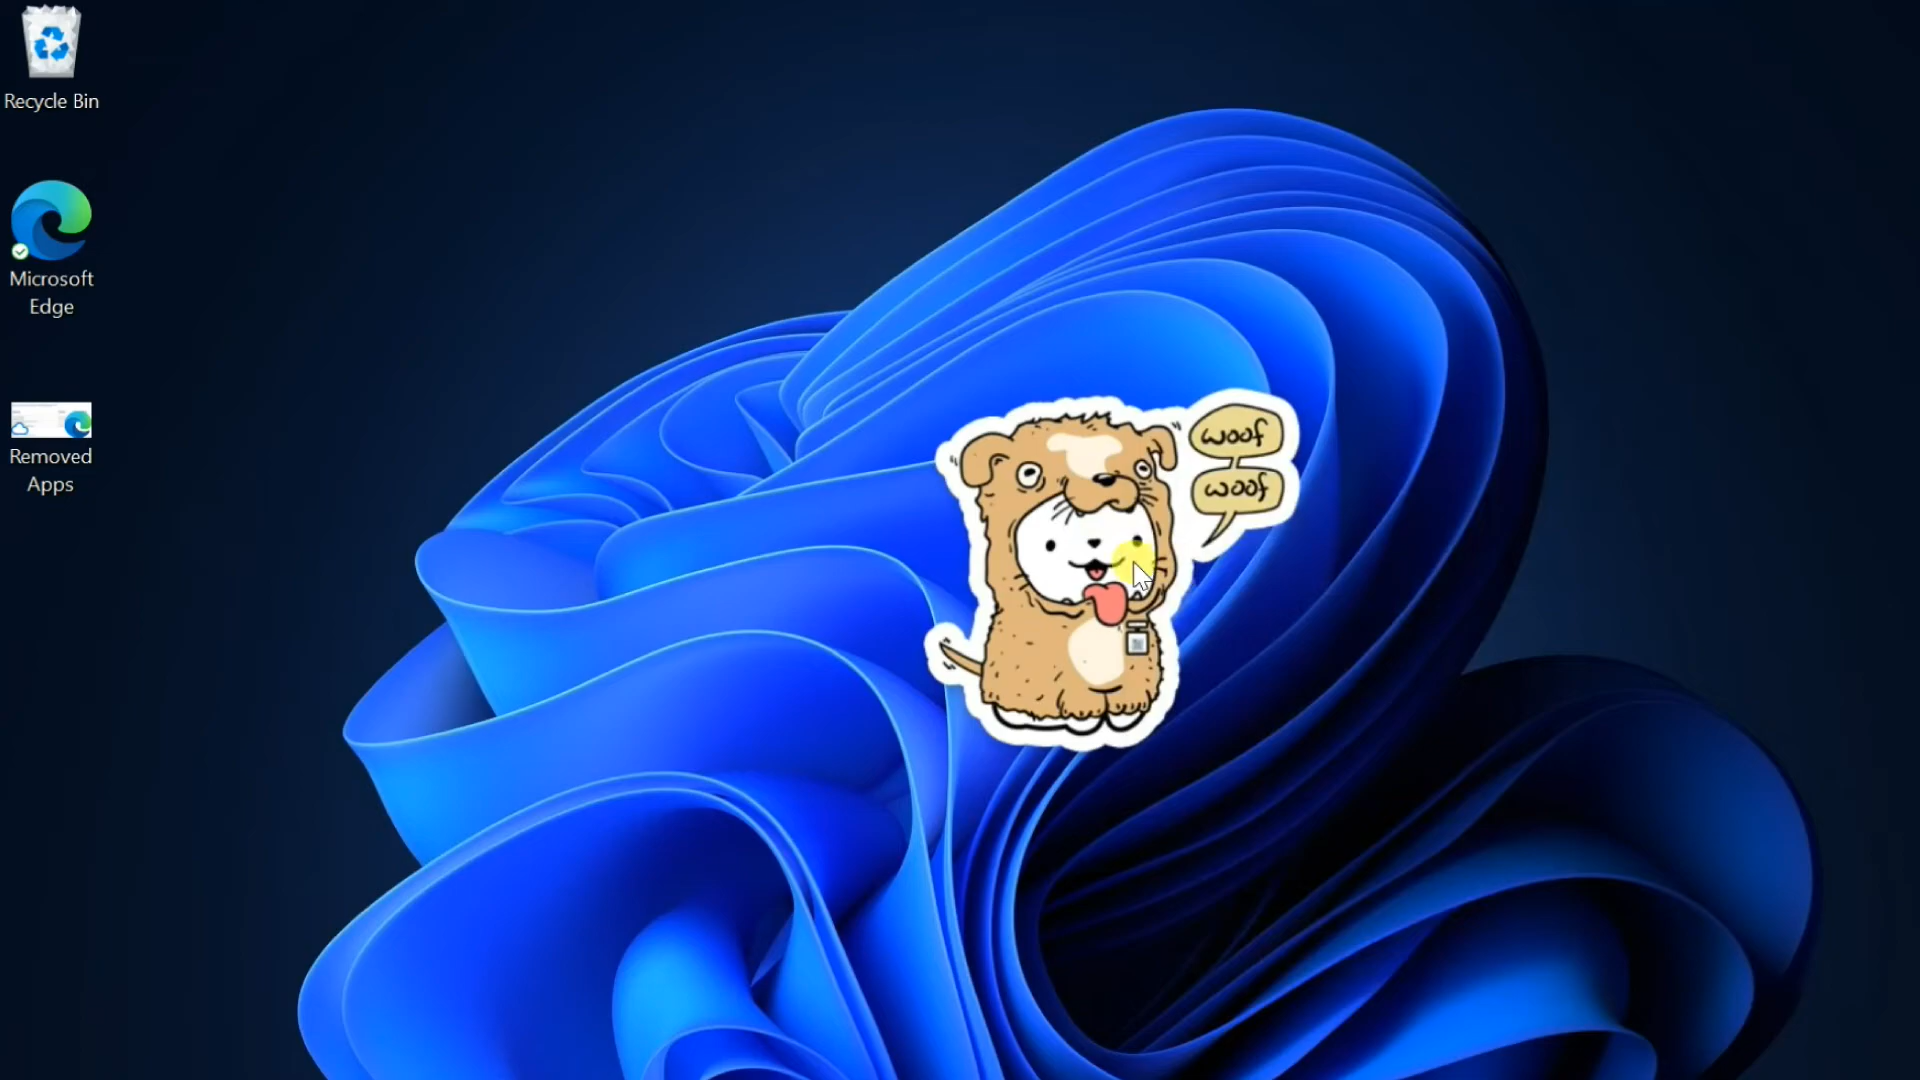 Recycle Bin
Microsoft
Edge
Removed
Apps
woof
woof